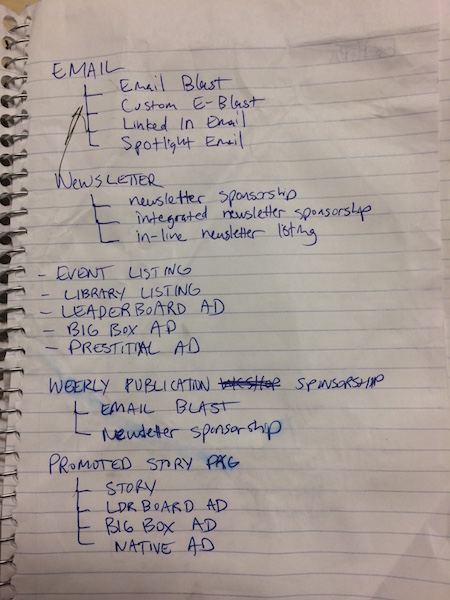 EMAIL
Email Blast
Custom E-Blast
Linked In Email
Spotlight Email
NEWSLETTER
newsletter sponsorship
integrated newsletter sponsorship
in-line newsletter listing
- EVENT LISTING
- LIBRARY LISTING
- LEADERBOARD AD
- BIG BOX AD
- PRESTITIAL AD
WEEKLY PUBLICATION SPONSORSHIP
EMAIL BLAST
Newsletter sponsorship
PROMOTED STORY PKG
STORY
LDRBOARD AD
BIG BOX AD
NATIVE AD